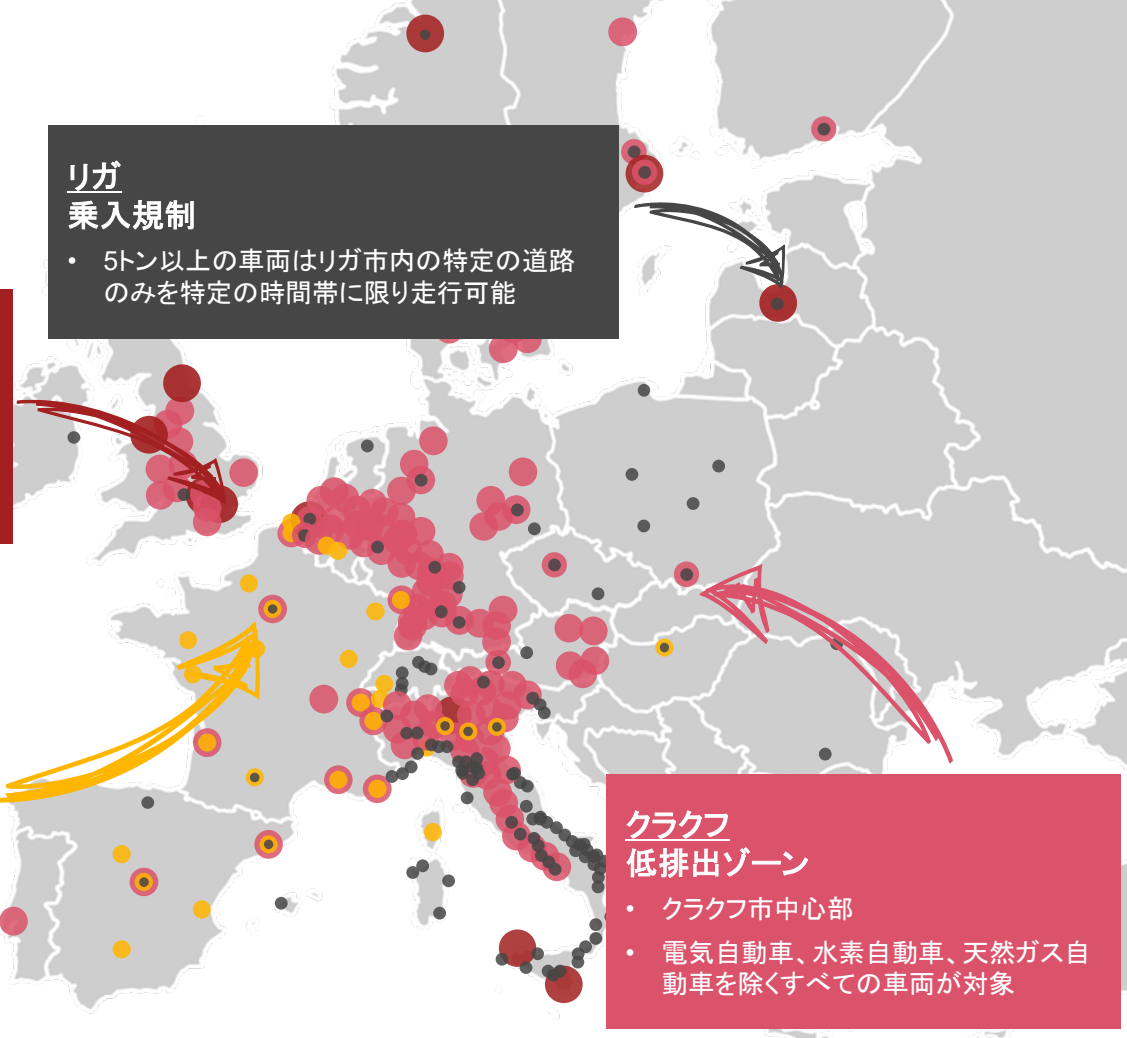 リガ
乗入規制
• 5トン以上の車両はリガ市内の特定の道路
のみを特定の時間帯に限り走行可能
クラクフ
低排出ゾーン
• クラクフ市中心部
• 電気自動車、水素自動車、天然ガス自
動車を除くすべての車両が対象